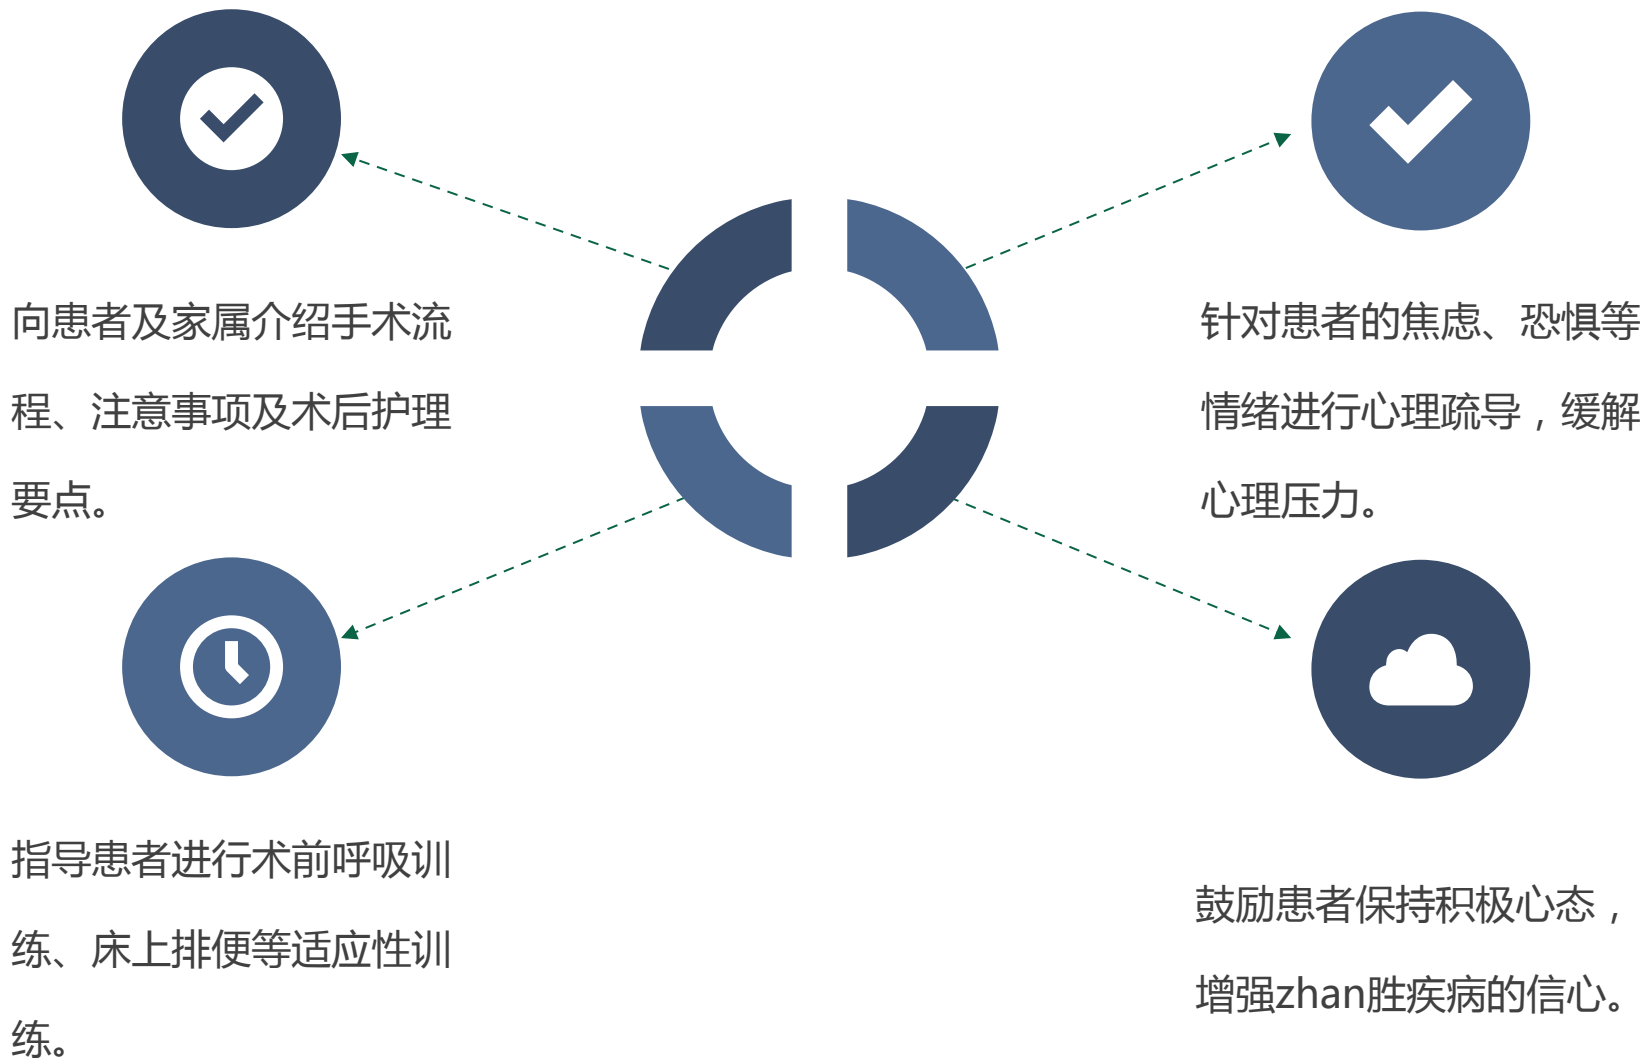 向患者及家属介绍手术流
程、注意事项及术后护理
要点。
针对患者的焦虑、恐惧等
情绪进行心理疏导，缓解
心理压力。
指导患者进行术前呼吸训
练、床上排便等适应性训
练。
鼓励患者保持积极心态，
增强zhan胜疾病的信心。